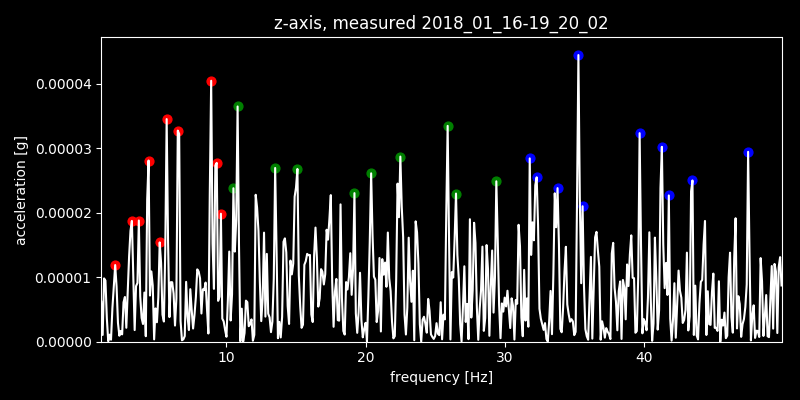 z-axis, measured 2018_01_16-19_20_02
0.00004
0.00003
0.00002
0.00001
0.00000
acceleration [g]
10 20 30 40
frequency [Hz]